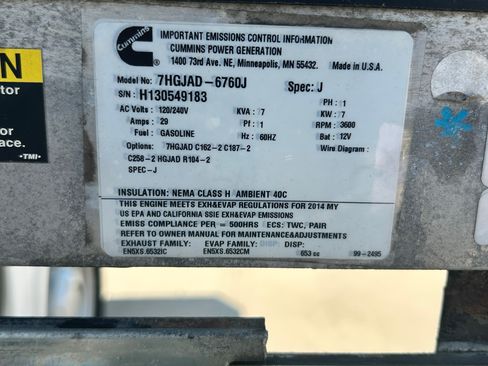 Cummins
IMPORTANT EMISSIONS CONTROL INFORMATION
CUMMINS POWER GENERATION
1400 73rd Ave. NE, Minneapolis, MN 55432. Made in U.S.A.
Model No: 7HGJAD-6760J Spec: J
S/N: H130549183 PH: 1
AC Volts: 120/240V KVA: 7 KW: 7
Amps: 29 Pf: 1 RPM: 3600
Fuel: GASOLINE Hz: 60HZ Bat: 12V
Options: 7HGJAD C162-2 C187-2 Wire Diagram:
C258-2 HGJAD R104-2
SPEC-J
INSULATION: NEMA CLASS H AMBIENT 40C
THIS ENGINE MEETS EXH&EVAP REGULATIONS FOR 2014 MY
US EPA AND CALIFORNIA SSIE EXH&EVAP EMISSIONS
EMISS COMPLIANCE PER= 500HRS ECS: TWC, PAIR
REFER TO OWNER MANUAL FOR MAINTENANCE&ADJUSTMENTS
EXHAUST FAMILY: EVAP FAMILY: DISP: DISP:
EN5XS.6532IC EN5XS.6532CM 653 cc 99-2495
ON
tor
s
ace.
-TMI-